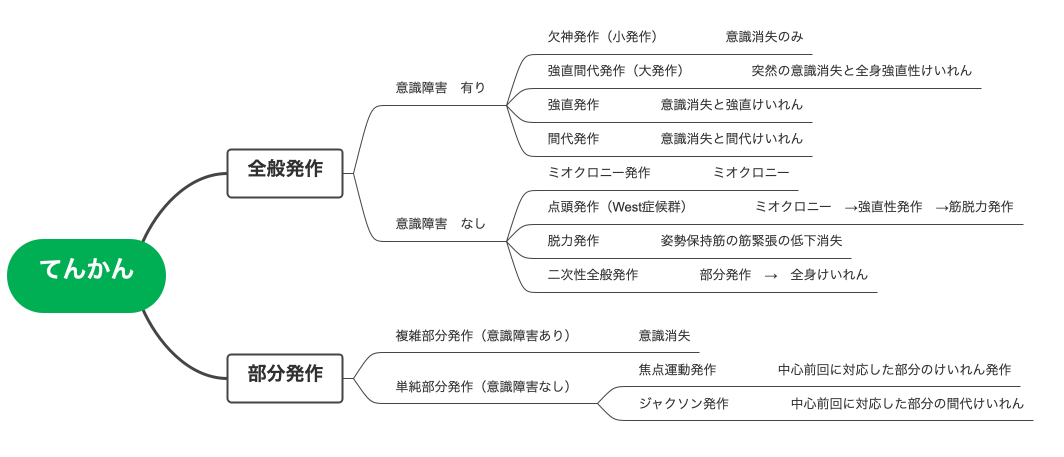 てんかん
全般発作
意識障害　有り
欠神発作（小発作）　意識消失のみ
強直間代発作（大発作）　突然の意識消失と全身強直性けいれん
強直発作　意識消失と強直けいれん
間代発作　意識消失と間代けいれん
意識障害　なし
ミオクロニー発作　ミオクロニー
点頭発作（West症候群）　ミオクロニー　→強直性発作　→筋脱力発作
脱力発作　姿勢保持筋の筋緊張の低下消失
二次性全般発作　部分発作　→　全身けいれん
部分発作
複雑部分発作（意識障害あり）　意識消失
単純部分発作（意識障害なし）
焦点運動発作　中心前回に対応した部分のけいれん発作
ジャクソン発作　中心前回に対応した部分の間代けいれん